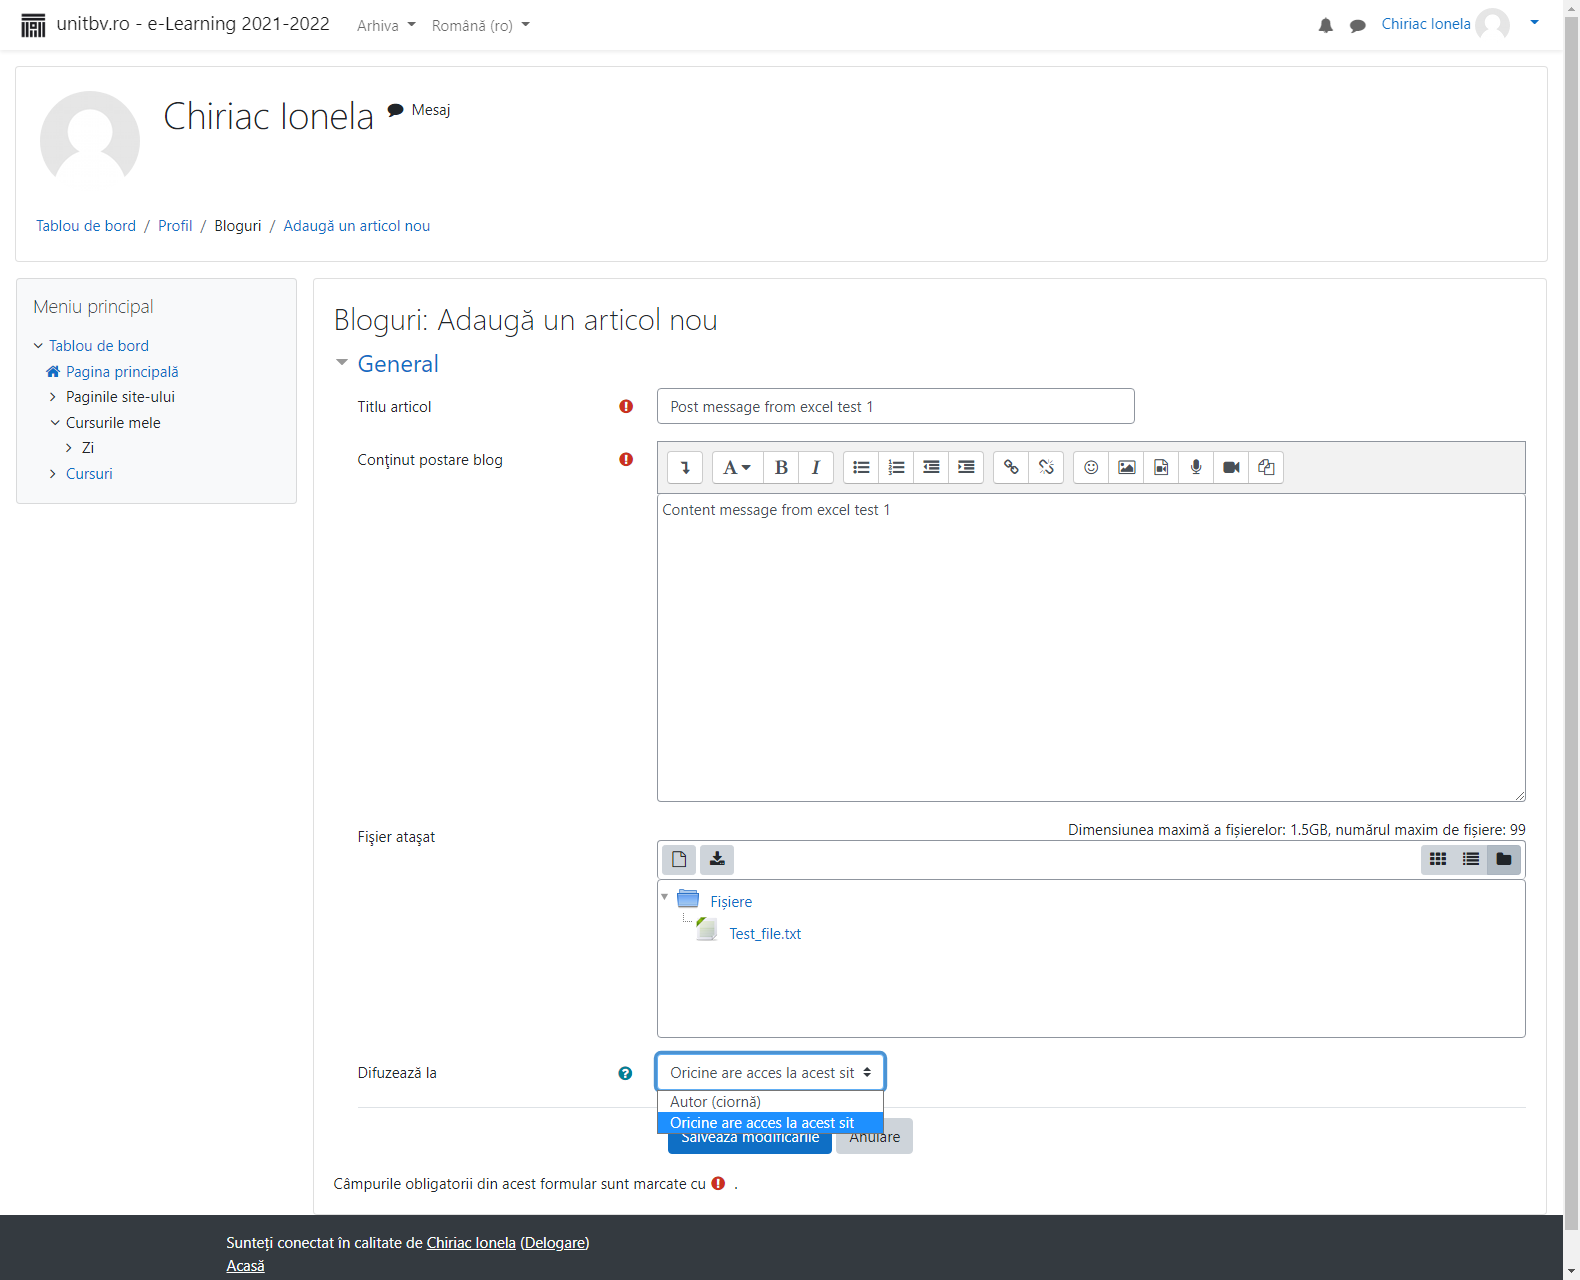 unitbv.ro - e-Learning 2021-2022 Arhiva Română (ro) Chiriac Ionela
Chiriac Ionela Mesaj
Tablou de bord / Profil / Bloguri / Adaugă un articol nou
Meniu principal
Tablou de bord
Pagina principală
Paginile site-ului
Cursurile mele
Zi
Cursuri
Bloguri: Adaugă un articol nou
General
Titlu articol
Post message from excel test 1
Conţinut postare blog
Content message from excel test 1
Fişier ataşat
Dimensiunea maximă a fișierelor: 1.5GB, numărul maxim de fișiere: 99
Fișiere
Test_file.txt
Difuzează la
Oricine are acces la acest sit
Autor (ciornă)
Oricine are acces la acest sit
Salvează modificările Anulare
Câmpurile obligatorii din acest formular sunt marcate cu .
Sunteți conectat în calitate de Chiriac Ionela (Delogare)
Acasă